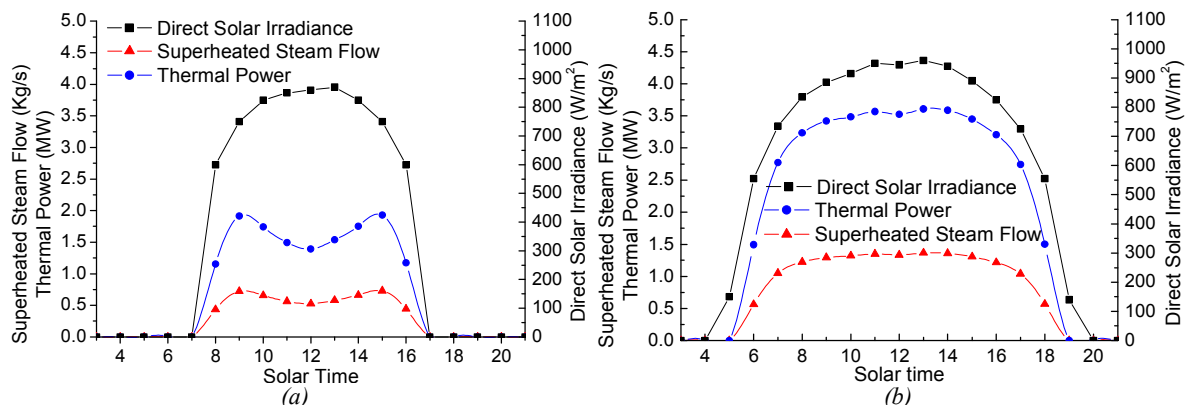 Superheated Steam Flow (Kg/s)
Thermal Power (MW)
5.0
4.5
4.0
3.5
3.0
2.5
2.0
1.5
1.0
0.5
0.0
Direct Solar Irradiance
Superheated Steam Flow
Thermal Power
1100
1000
900
800
700
600
500
400
300
200
100
0
Direct Solar Irradiance (W/m²)
4 6 8 10 12 14 16 18 20
Solar Time
(a)
Superheated Steam Flow (Kg/s)
Thermal Power (MW)
5.0
4.5
4.0
3.5
3.0
2.5
2.0
1.5
1.0
0.5
0.0
Direct Solar Irradiance
Thermal Power
Superheated Steam Flow
1100
1000
900
800
700
600
500
400
300
200
100
0
Direct Solar Irradiance (W/m²)
4 6 8 10 12 14 16 18 20
Solar time
(b)